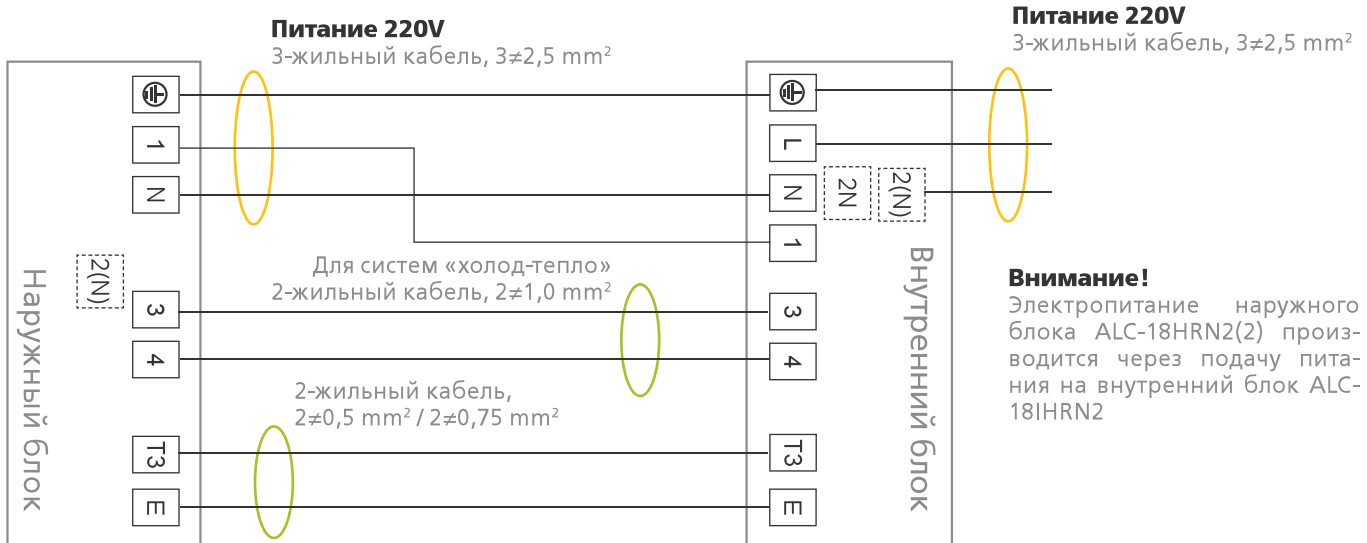 Питание 220V
3-жильный кабель, 3≠2,5 mm²
Питание 220V
3-жильный кабель, 3≠2,5 mm²
Наружный блок
1
N
2(N)
3
4
T3
E
Для систем «холод-тепло»
2-жильный кабель, 2≠1,0 mm²
2-жильный кабель,
2≠0,5 mm² / 2≠0,75 mm²
L
N
2N
2(N)
1
3
4
T3
E
Внутренний блок
Внимание!
Электропитание наружного
блока ALC-18HRN2(2) произ-
водится через подачу пита-
ния на внутренний блок ALC-
18IHRN2